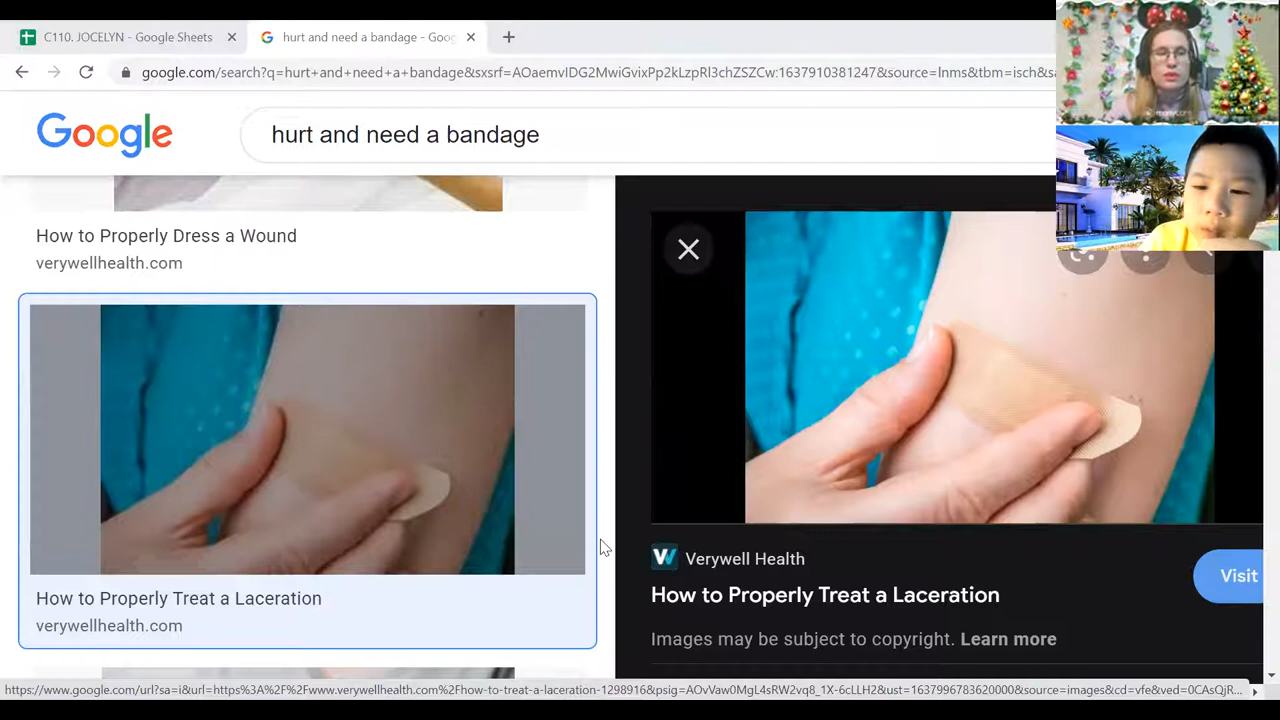 C110. JOCELYN - Google Sheets
hurt and need a bandage - Goog
google.com/search?q=hurt+and+need+a+bandage&sxsrf=AOaemvIDG2MwiGvixPp2kLzpRl3chZSZCw:1637910381247&source=lnms&tbm=isch&sa
Google
hurt and need a bandage
How to Properly Dress a Wound
verywellhealth.com
How to Properly Treat a Laceration
verywellhealth.com
Verywell Health
Visit
How to Properly Treat a Laceration
Images may be subject to copyright. Learn more
https://www.google.com/url?sa=i&url=https%3A%2F%2Fwww.verywellhealth.com%2Fhow-to-treat-a-laceration-1298916&psig=AOvVaw0MgL4sRW2vq8_1X-6cLLH2&ust=1637996783620000&source=images&cd=vfe&ved=0CAsQjR...